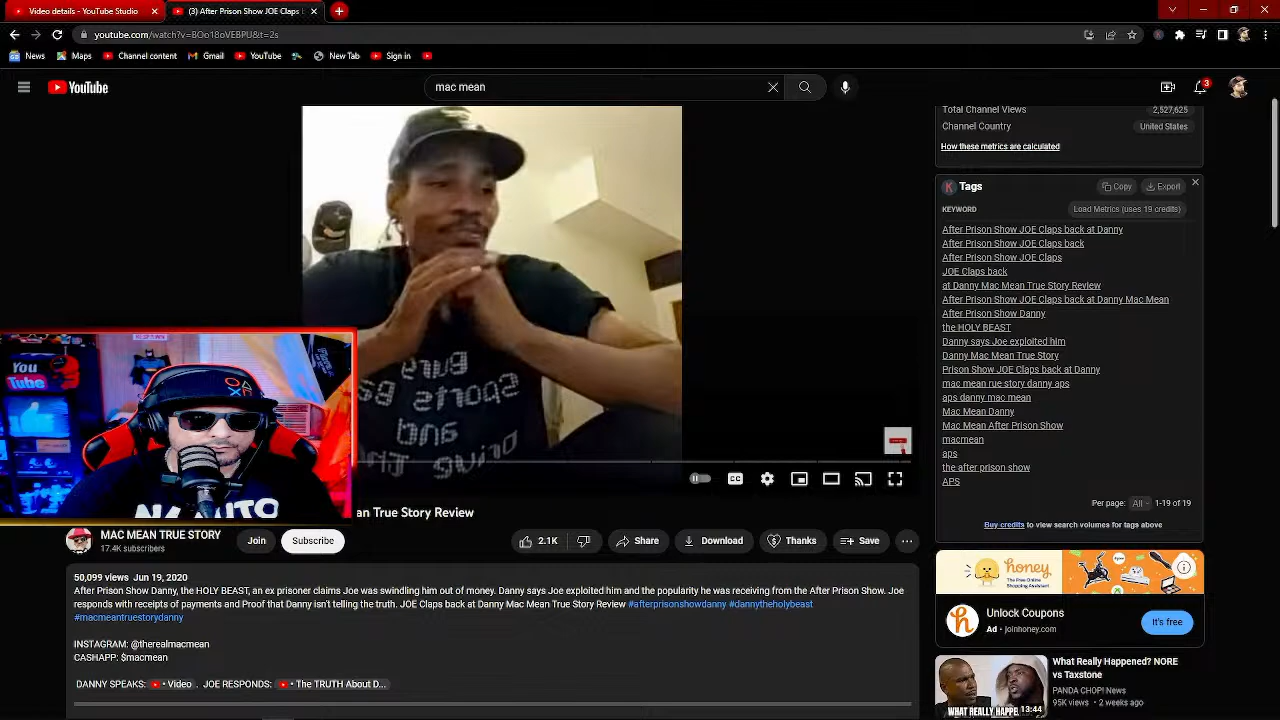 Video details - YouTube Studio
(3) After Prison Show JOE Claps
youtube.com/watch?v=BOo18oVEBPU&t=2s
News
Maps
Channel content
Gmail
YouTube
New Tab
Sign in
YouTube
mac mean
3
Total Channel Views
2,527,625
Channel Country
United States
How these metrics are calculated
K Tags
Copy
Export
KEYWORD
Load Metrics (uses 19 credits)
After Prison Show JOE Claps back at Danny
After Prison Show JOE Claps back
After Prison Show JOE Claps
JOE Claps back
at Danny Mac Mean True Story Review
After Prison Show JOE Claps back at Danny Mac Mean
After Prison Show Danny
the HOLY BEAST
Danny says Joe exploited him
Danny Mac Mean True Story
Prison Show JOE Claps back at Danny
mac mean rue story danny aps
aps danny mac mean
Mac Mean Danny
Mac Mean After Prison Show
macmean
aps
the after prison show
APS
Per page:
All
1-19 of 19
Buy credits to view search volumes for tags above
You
Tube
an True Story Review
MAC MEAN TRUE STORY
17.4K subscribers
Join
Subscribe
2.1K
Share
Download
Thanks
Save
50,099 views Jun 19, 2020
After Prison Show Danny, the HOLY BEAST, an ex prisoner claims Joe was swindling him out of money. Danny says Joe exploited him and the popularity he was receiving from the After Prison Show. Joe
responds with receipts of payments and Proof that Danny isn't telling the truth. JOE Claps back at Danny Mac Mean True Story Review #afterprisonshowdanny #dannytheholybeast
#macmeantruestorydanny
INSTAGRAM: @therealmacmean
CASHAPP: $macmean
DANNY SPEAKS: • Video . JOE RESPONDS: • The TRUTH About D...
honey
The Free Online
Shopping Assistant
Unlock Coupons
Ad • joinhoney.com
It's free
What Really Happened? NORE
vs Taxstone
PANDA CHOP! News
95K views • 2 weeks ago
WHAT REALLY HAPPE
13:44